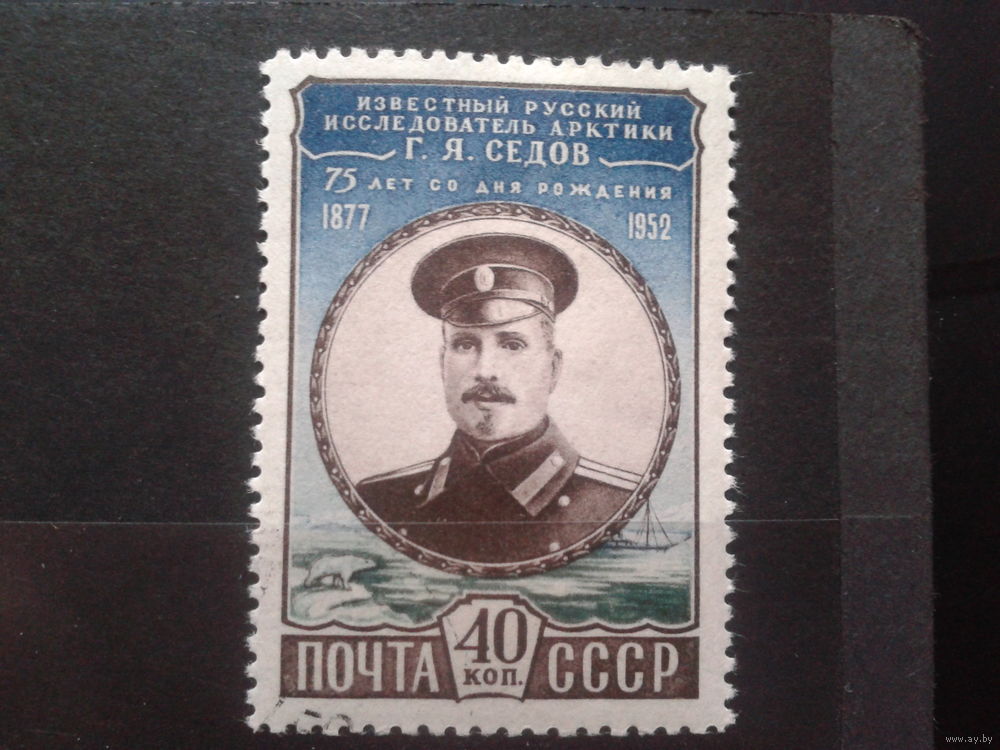 ИЗВЕСТНЫЙ РУССКИЙ
ИССЛЕДОВАТЕЛЬ АРКТИКИ
Г. Я. СЕДОВ
75 ЛЕТ СО ДНЯ РОЖДЕНИЯ
1877 1952
ПОЧТА 40 КОП. СССР
www.ay.by